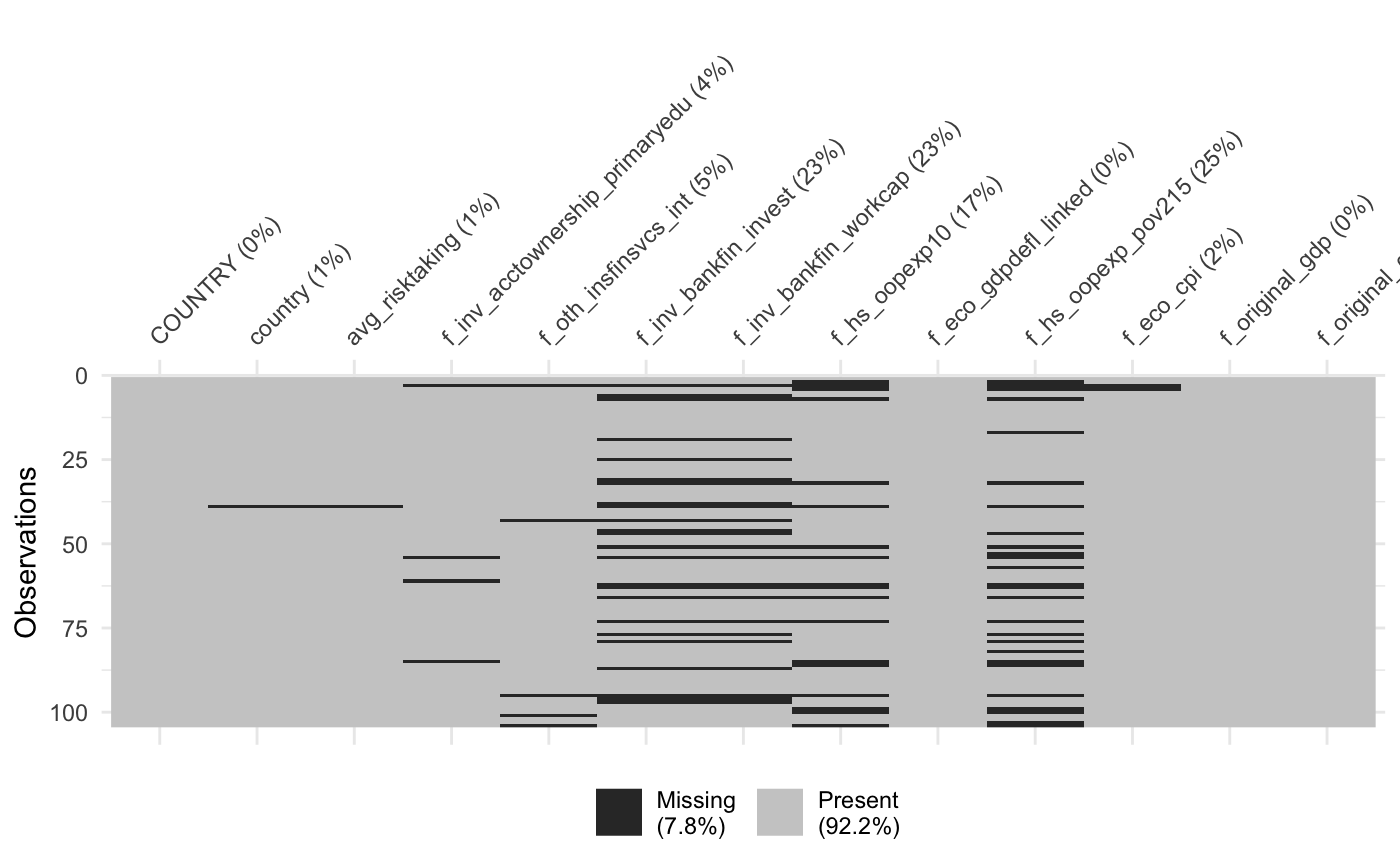 COUNTRY (0%)
country (1%)
avg_risktaking (1%)
f_inv_acctownership_primaryedu (4%)
f_oth_insfinsvcs_int (5%)
f_inv_bankfin_invest (23%)
f_inv_bankfin_workcap (23%)
f_hs_oopexp10 (17%)
f_eco_gdpdefl_linked (0%)
f_hs_oopexp_pov215 (25%)
f_eco_cpi (2%)
f_original_gdp (0%)
f_original_
Observations
0
25
50
75
100
Missing
(7.8%)
Present
(92.2%)